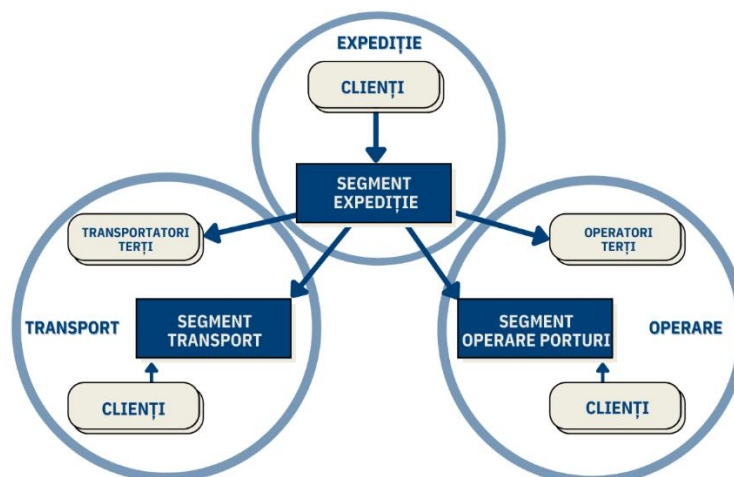 EXPEDIȚIE
CLIENȚI
SEGMENT
EXPEDIȚIE
TRANSPORTATORI
TERȚI
OPERATORI
TERȚI
TRANSPORT
SEGMENT
TRANSPORT
SEGMENT
OPERARE PORTURI
OPERARE
CLIENȚI
CLIENȚI